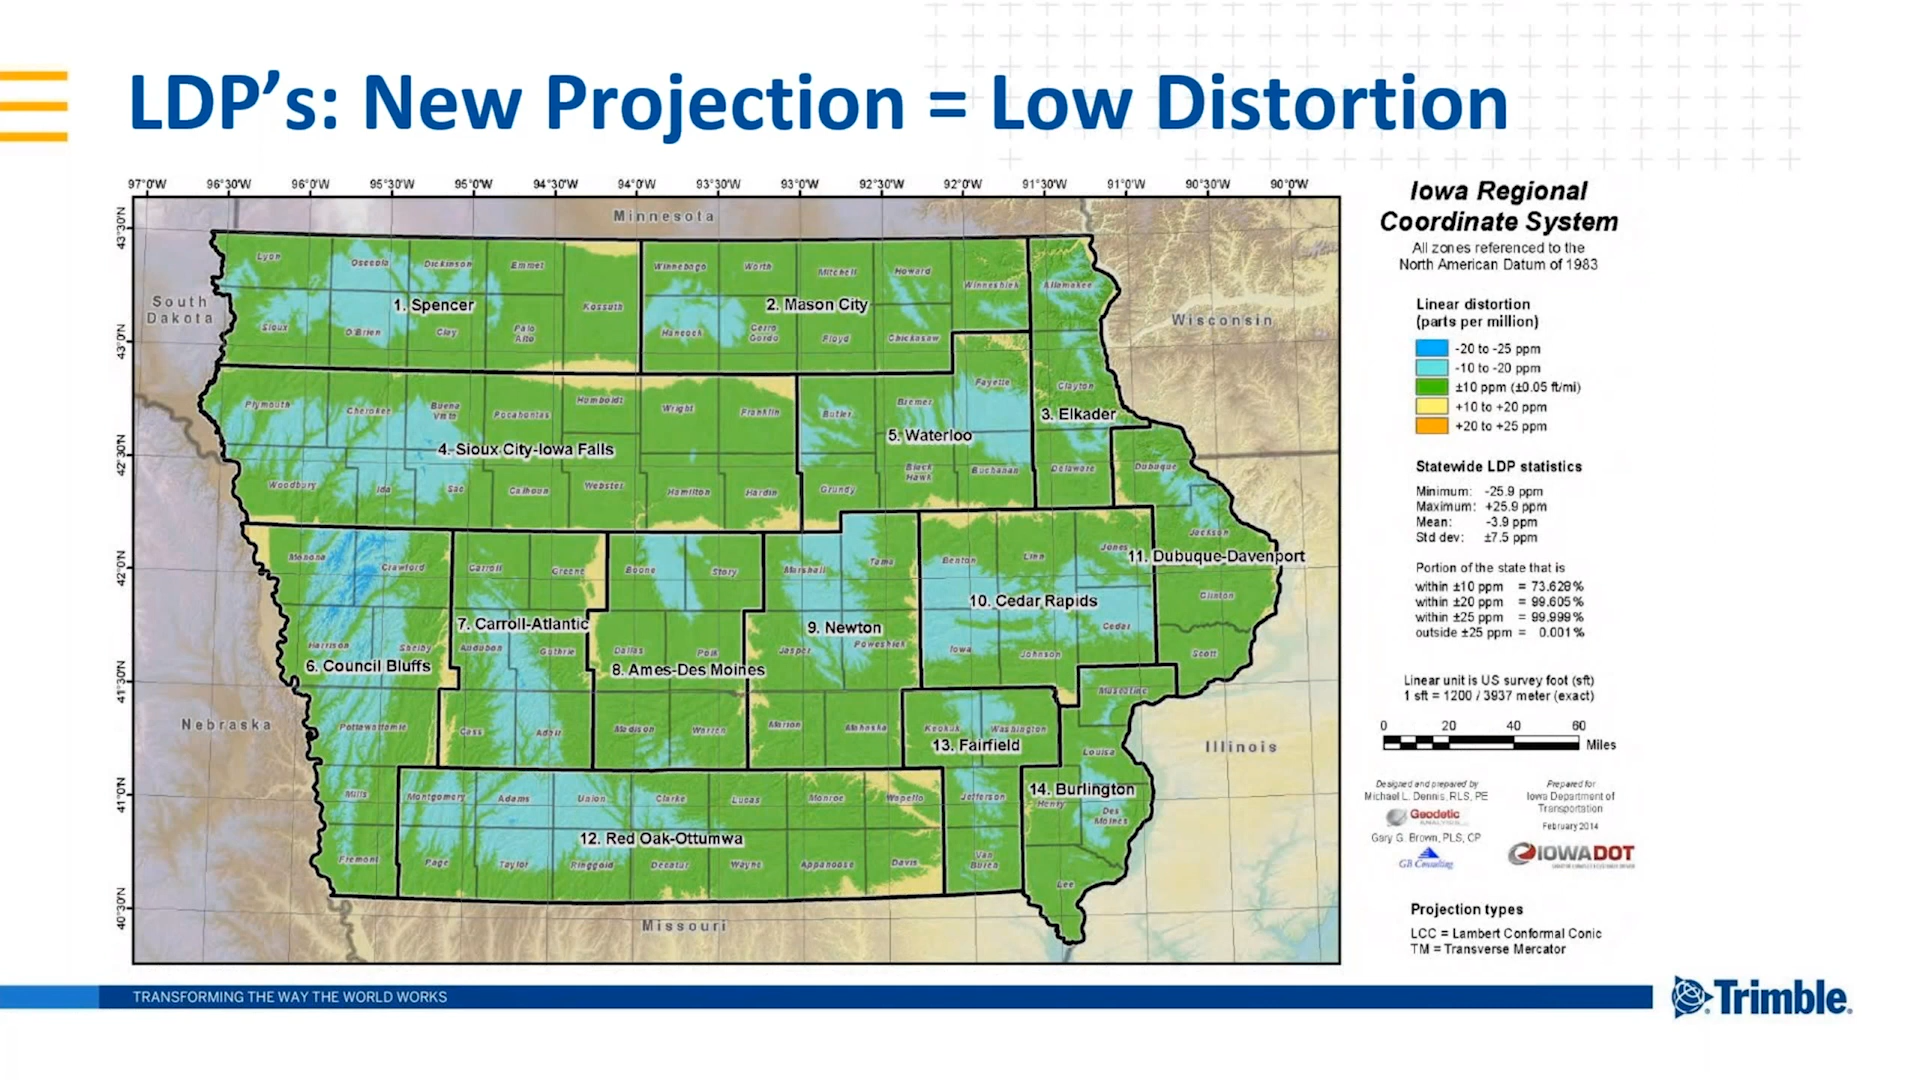 LDP's: New Projection = Low Distortion
97°0'W 96°30'W 96°0'W 95°30'W 95°0'W 94°30'W 94°0'W 93°30'W 93°0'W 92°30'W 92°0'W 91°30'W 91°0'W 90°30'W 90°0'W
43°30'N
43°0'N
42°30'N
42°0'N
41°30'N
41°0'N
40°30'N
Minnesota
South
Dakota
Wisconsin
Nebraska
Illinois
Missouri
Lyon Osceola Dickinson Emmet
Kossuth
1. Spencer
Sioux O'Brien Clay Palo
Alto
Winnebago Worth Mitchell Howard
Winneshiek Allamakee
2. Mason City
Hancock Cerro
Gordo Floyd Chickasaw
Fayette Clayton
3. Elkader
Delaware Dubuque
Plymouth Cherokee Buena
Vista Pocahontas Humboldt Wright Franklin
4. Sioux City-Iowa Falls
Woodbury Ida Sac Calhoun Webster Hamilton Hardin
Butler Bremer
5. Waterloo
Grundy Black
Hawk Buchanan
Monona Crawford
Harrison Shelby
6. Council Bluffs
Pottawattamie
Mills
Fremont
Carroll Greene
7. Carroll-Atlantic
Audubon Guthrie
Cass Adair
Boone Story
Dallas Polk
8. Ames-Des Moines
Madison Warren
Marshall Tama
9. Newton
Jasper Poweshiek
Marion Mahaska
Benton Linn Jones
10. Cedar Rapids
Cedar
Iowa Johnson
Jackson
11. Dubuque-Davenport
Clinton
Scott
Muscatine
Montgomery Adams Union Clarke Lucas Monroe Wapello
12. Red Oak-Ottumwa
Page Taylor Ringgold Decatur Wayne Appanoose Davis
Keokuk Washington
13. Fairfield
Jefferson
Van
Buren
Louisa
14. Burlington
Henry
Des
Moines
Lee
Iowa Regional
Coordinate System
All zones referenced to the
North American Datum of 1983
Linear distortion
(parts per million)
-20 to -25 ppm
-10 to -20 ppm
±10 ppm (±0.05 ft/mi)
+10 to +20 ppm
+20 to +25 ppm
Statewide LDP statistics
Minimum: -25.9 ppm
Maximum: +25.9 ppm
Mean: -3.9 ppm
Std dev: ±7.5 ppm
Portion of the state that is
within ±10 ppm = 73.628%
within ±20 ppm = 99.605%
within ±25 ppm = 99.999%
outside ±25 ppm = 0.001%
Linear unit is US survey foot (sft)
1 sft = 1200 / 3937 meter (exact)
0 20 40 60
Miles
Designed and prepared by
Michael L. Dennis, RLS, PE
Geodetic
Gary G. Brown, PLS, CP
GB Consulting
Prepared for
Iowa Department of
Transportation
February 2014
IOWADOT
Projection types
LCC = Lambert Conformal Conic
TM = Transverse Mercator
TRANSFORMING THE WAY THE WORLD WORKS
Trimble